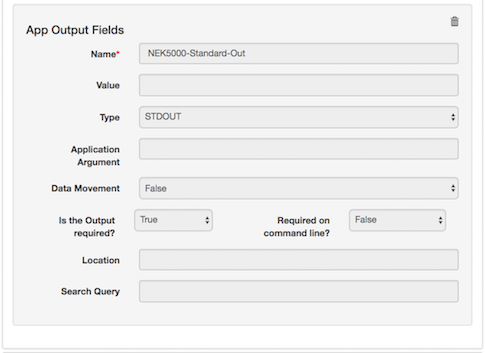 App Output Fields
Name* NEK5000-Standard-Out
Value
Type STDOUT
Application
Argument
Data Movement False
Is the Output
required? True
Required on
command line? False
Location
Search Query